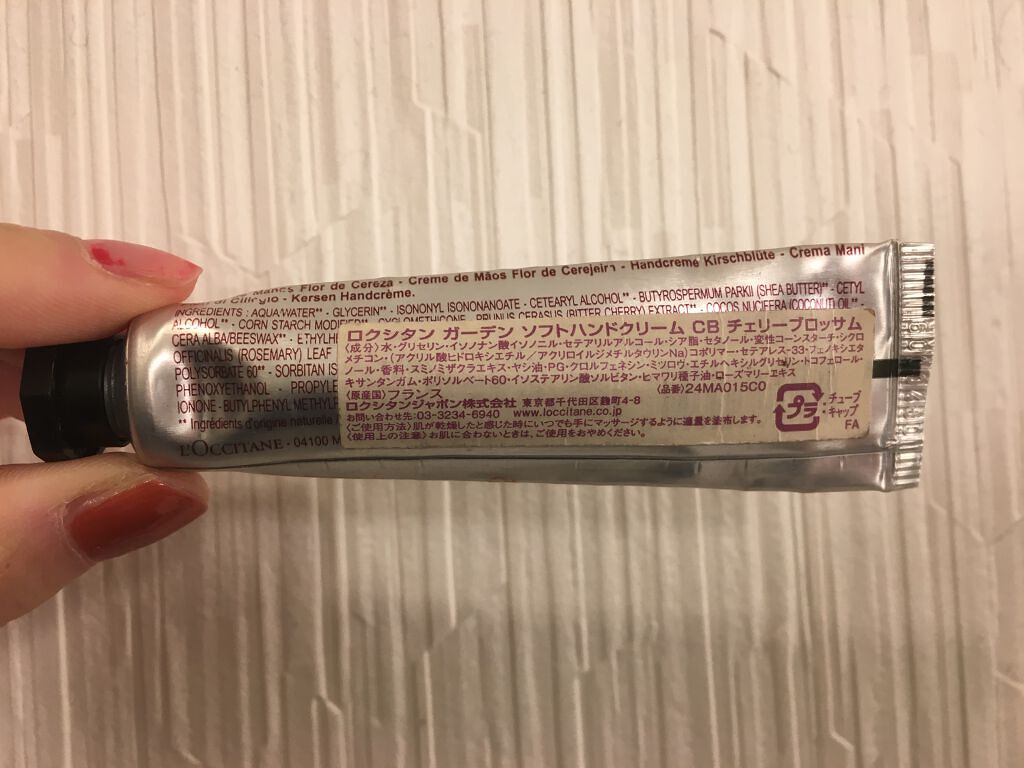 Flor de Cereza - Creme de Mãos Flor de Cerejeira - Handcreme Kirschblüte - Crema Mani
di Ciliegio - Kersen Handcrème.
INGREDIENTS : AQUA/WATER** - GLYCERIN** - ISONONYL ISONONANOATE - CETEARYL ALCOHOL** - BUTYROSPERMUM PARKII (SHEA BUTTER)** - CETYL
ALCOHOL** - CORN STARCH MODIFIED** - CYCLOMETHICONE - PRUNUS CERASUS (BITTER CHERRY) EXTRACT** - COCOS NUCIFERA (COCONUT) OIL** -
CERA ALBA/BEESWAX** - ETHYLH
OFFICINALIS (ROSEMARY) LEAF
POLYSORBATE 60** - SORBITAN IS
PHENOXYETHANOL - PROPYLE
IONONE - BUTYLPHENYL METHYLP
** Ingrédients d'origine naturelle
L'OCCITANE - 04100 M
ロクシタン ガーデン ソフトハンドクリーム CB チェリーブロッサム
〈成分〉水・グリセリン・イソノナン酸イソノニル・セテアリルアルコール・シア脂・セタノール・変性コーンスターチ・シクロ
メチコン・(アクリル酸ヒドロキシエチル/アクリロイルジメチルタウリンNa)コポリマー・セテアレス-33・フェノキシエタ
ノール・香料・スミノミザクラエキス・ヤシ油・PG・クロルフェネシン・ミツロウ・エチルヘキシルグリセリン・トコフェロール・
キサンタンガム・ポリソルベート60・イソステアリン酸ソルビタン・ヒマワリ種子油・ローズマリーエキス
〈原産国〉フランス 〈品番〉24MA015C0
ロクシタンジャポン株式会社 東京都千代田区麹町4-8
お問い合わせ先:03-3234-6940 www.loccitane.co.jp
〈ご使用方法〉肌が乾燥したと感じた時にいつでも手にマッサージするように適量を塗布します。
〈使用上の注意〉お肌に合わないときは、ご使用をおやめください。
プラ
:チューブ
・キャップ
FA